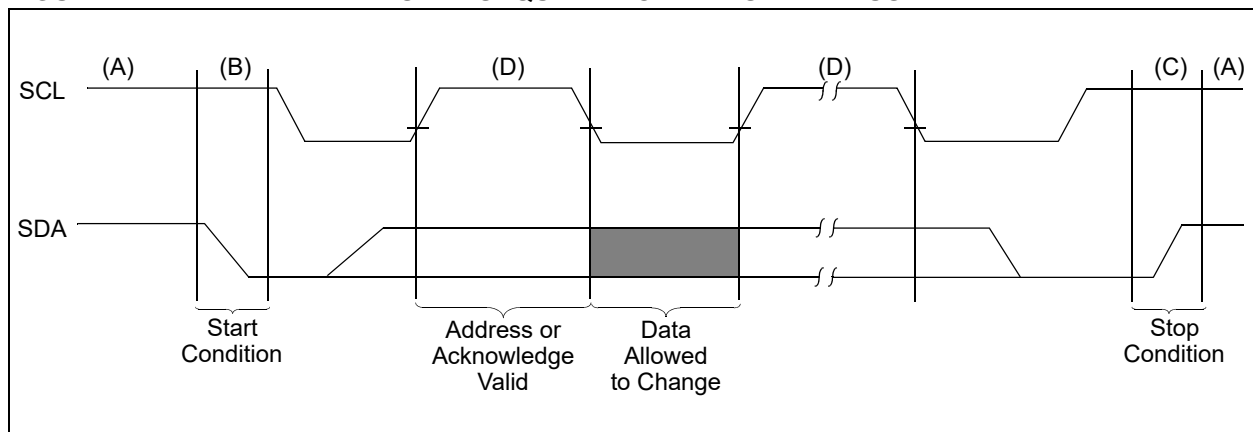 (A) (B) (D) (D) (C) (A)
SCL
SDA
Start
Condition
Address or
Acknowledge
Valid
Data
Allowed
to Change
Stop
Condition